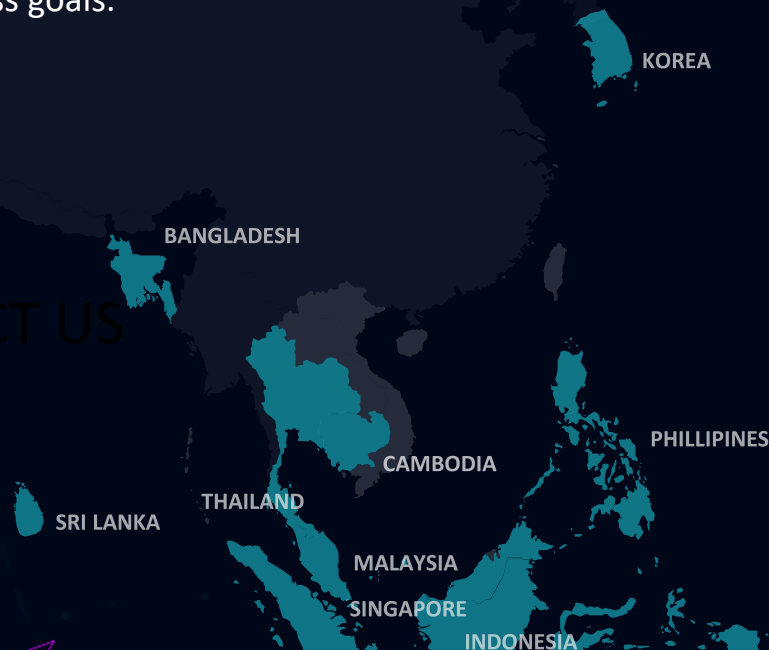 ss goals.
KOREA
BANGLADESH
CT US
PHILLIPINES
CAMBODIA
THAILAND
SRI LANKA
MALAYSIA
SINGAPORE
INDONESIA